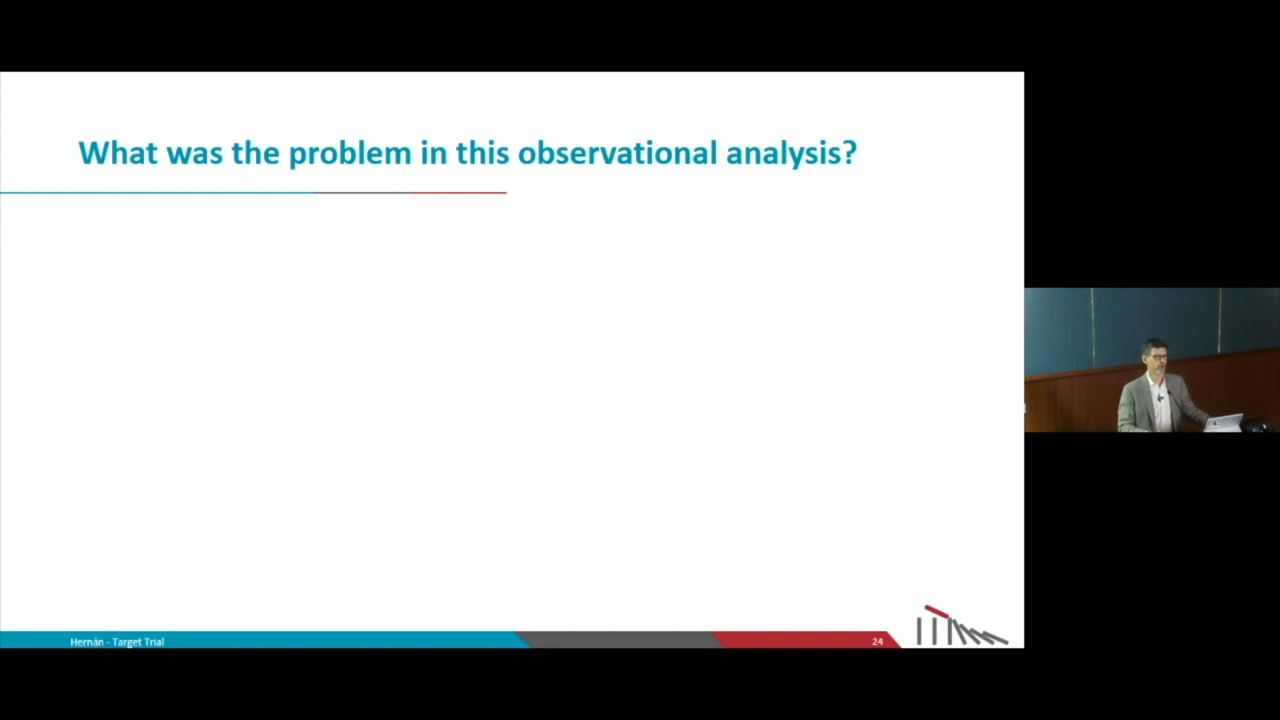 What was the problem in this observational analysis?
Hernán - Target Trial
24